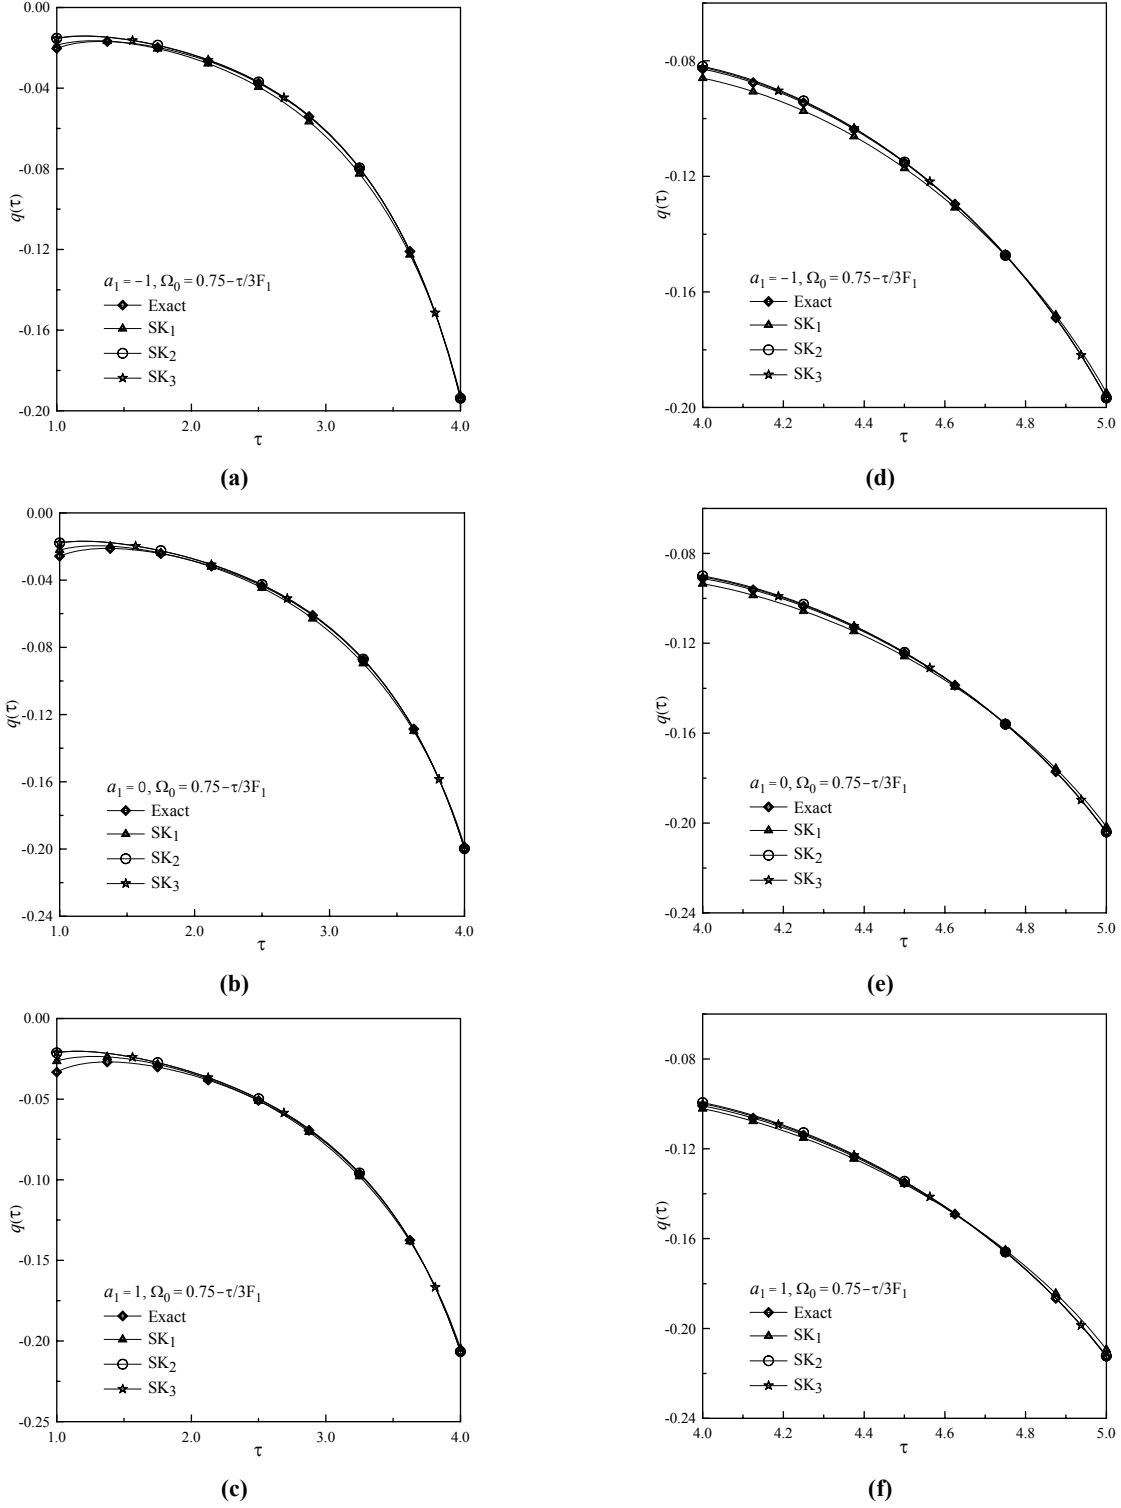 0.00
-0.04
-0.08
-0.12
-0.16
-0.20
q(τ)
1.0 2.0 3.0 4.0
τ
a₁ = −1, Ω₀ = 0.75−τ/3F₁
Exact
SK₁
SK₂
SK₃
(a)
-0.08
-0.12
-0.16
-0.20
q(τ)
4.0 4.2 4.4 4.6 4.8 5.0
τ
a₁ = −1, Ω₀ = 0.75−τ/3F₁
Exact
SK₁
SK₂
SK₃
(d)
0.00
-0.04
-0.08
-0.12
-0.16
-0.20
-0.24
q(τ)
1.0 2.0 3.0 4.0
τ
a₁ = 0, Ω₀ = 0.75−τ/3F₁
Exact
SK₁
SK₂
SK₃
(b)
-0.08
-0.12
-0.16
-0.20
-0.24
q(τ)
4.0 4.2 4.4 4.6 4.8 5.0
τ
a₁ = 0, Ω₀ = 0.75−τ/3F₁
Exact
SK₁
SK₂
SK₃
(e)
0.00
-0.05
-0.10
-0.15
-0.20
-0.25
q(τ)
1.0 2.0 3.0 4.0
τ
a₁ = 1, Ω₀ = 0.75−τ/3F₁
Exact
SK₁
SK₂
SK₃
(c)
-0.08
-0.12
-0.16
-0.20
-0.24
q(τ)
4.0 4.2 4.4 4.6 4.8 5.0
τ
a₁ = 1, Ω₀ = 0.75−τ/3F₁
Exact
SK₁
SK₂
SK₃
(f)